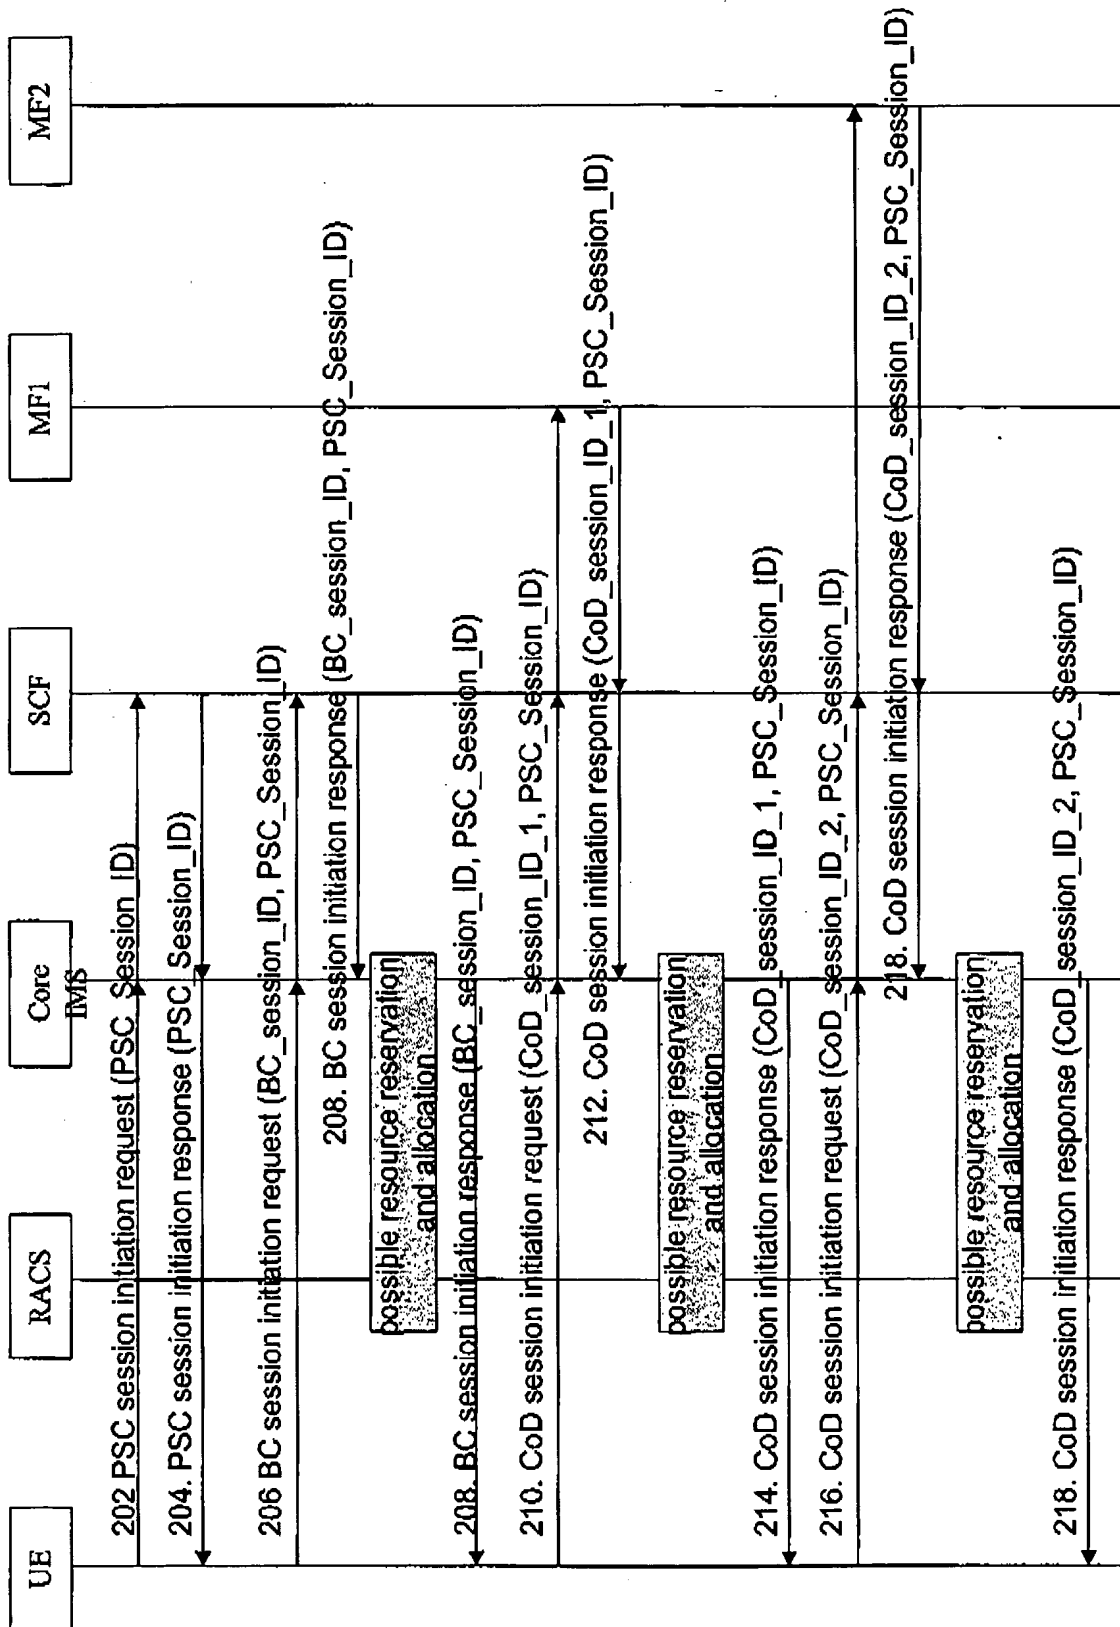 UE
RACS
Core
IMS
SCF
MF1
MF2
202 PSC session initiation request (PSC_Session_ID)
204. PSC session initiation response (PSC_Session_ID)
206 BC session initiation request (BC_session_ID, PSC_Session_ID)
208. BC session initiation response (BC_session_ID, PSC_Session_ID)
possible resource reservation
and allocation
208. BC session initiation response (BC_session_ID, PSC_Session_ID)
210. CoD session initiation request (CoD_session_ID_1, PSC_Session_ID)
212. CoD session initiation response (CoD_session_ID_1, PSC_Session_ID)
possible resource reservation
and allocation
214. CoD session initiation response (CoD_session_ID_1, PSC_Session_ID)
216. CoD session initiation request (CoD_session_ID_2, PSC_Session_ID)
218. CoD session initiation response (CoD_session_ID_2, PSC_Session_ID)
possible resource reservation
and allocation
218. CoD session initiation response (CoD_session_ID_2, PSC_Session_ID)